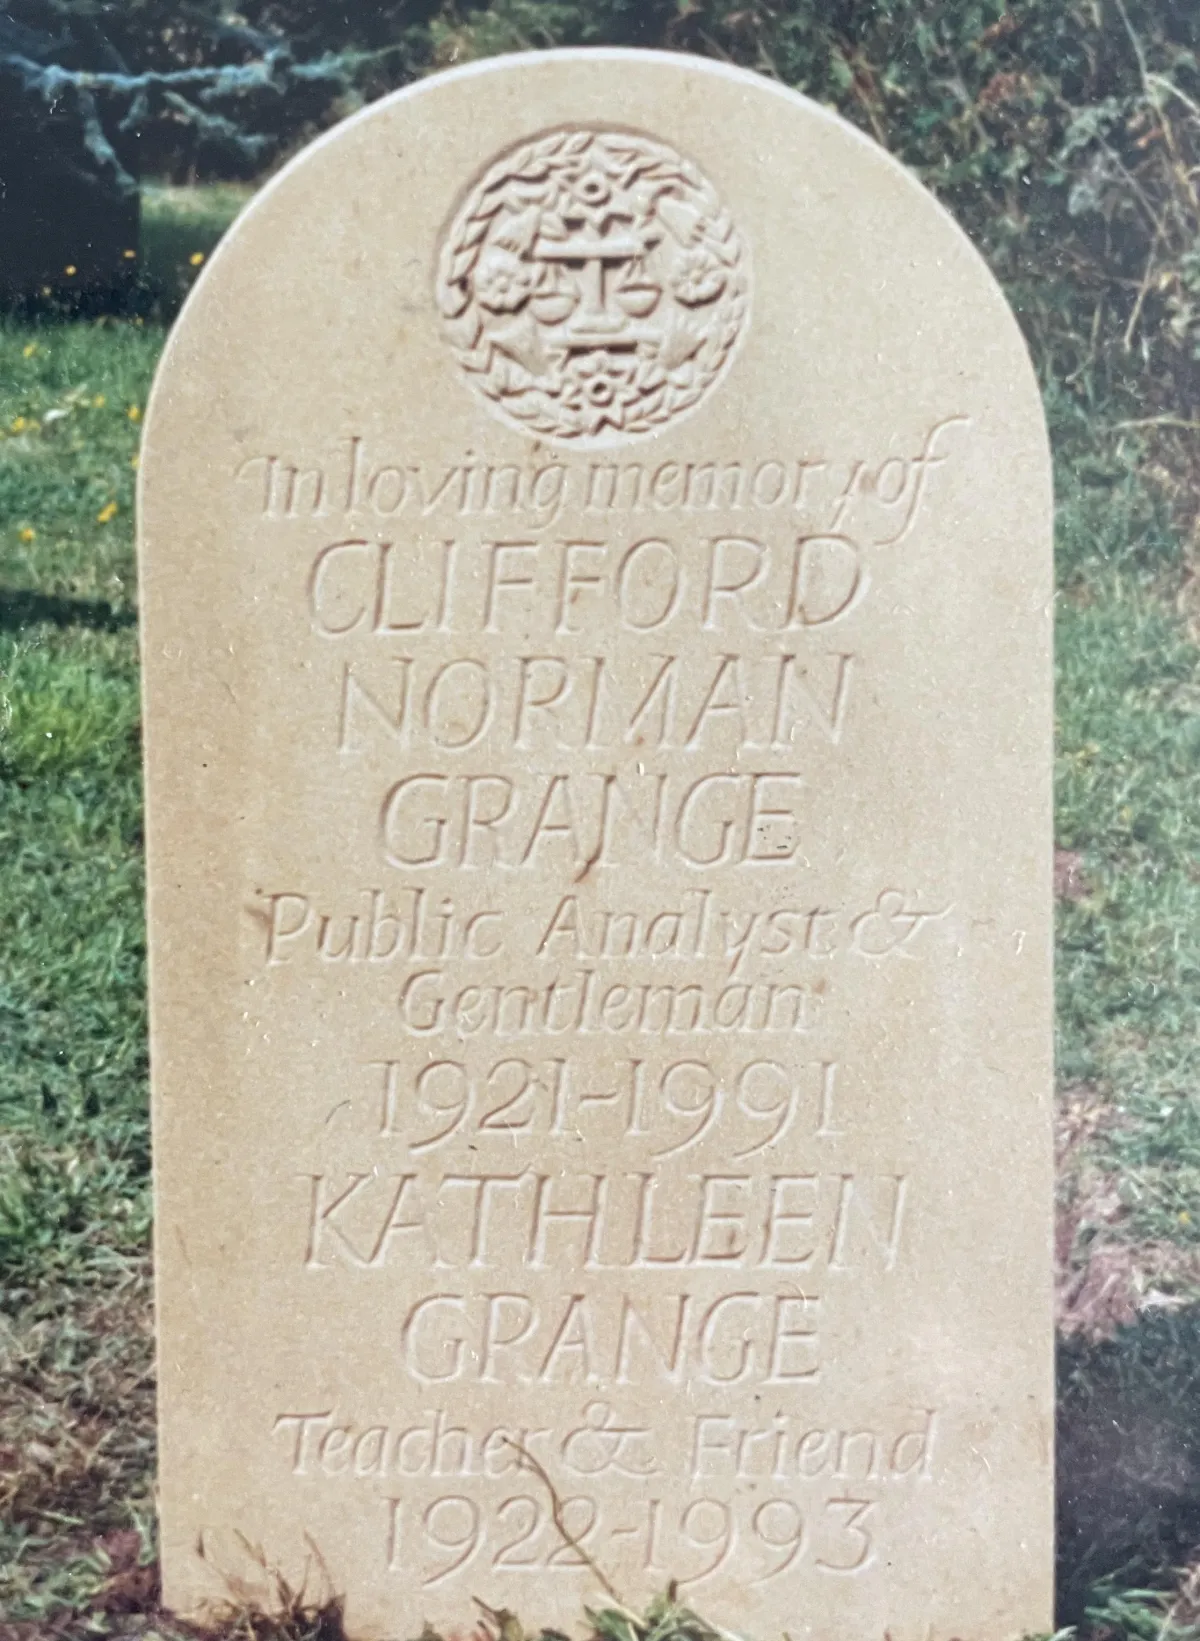 In loving memory of
CLIFFORD
NORMAN
GRANGE
Public Analyst &
Gentleman
1921-1991
KATHLEEN
GRANGE
Teacher & Friend
1922-1993